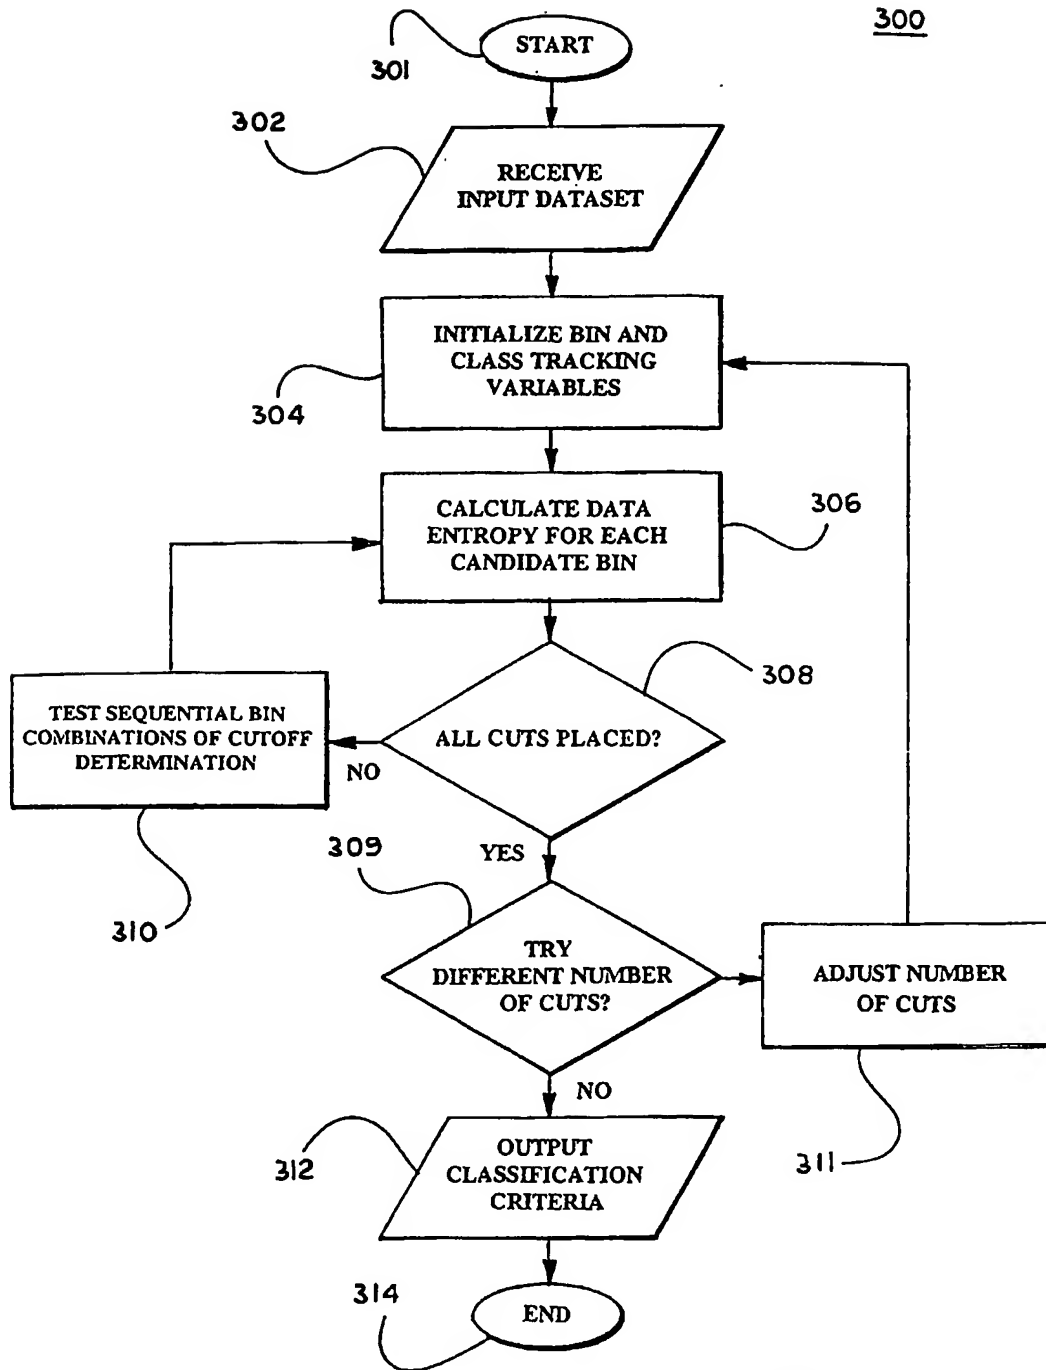 300
START
301
302
RECEIVE
INPUT DATASET
INITIALIZE BIN AND
CLASS TRACKING
VARIABLES
304
CALCULATE DATA
ENTROPY FOR EACH
CANDIDATE BIN
306
308
TEST SEQUENTIAL BIN
COMBINATIONS OF CUTOFF
DETERMINATION
ALL CUTS PLACED?
NO
310
YES
309
TRY
DIFFERENT NUMBER
OF CUTS?
ADJUST NUMBER
OF CUTS
NO
311
312
OUTPUT
CLASSIFICATION
CRITERIA
314
END